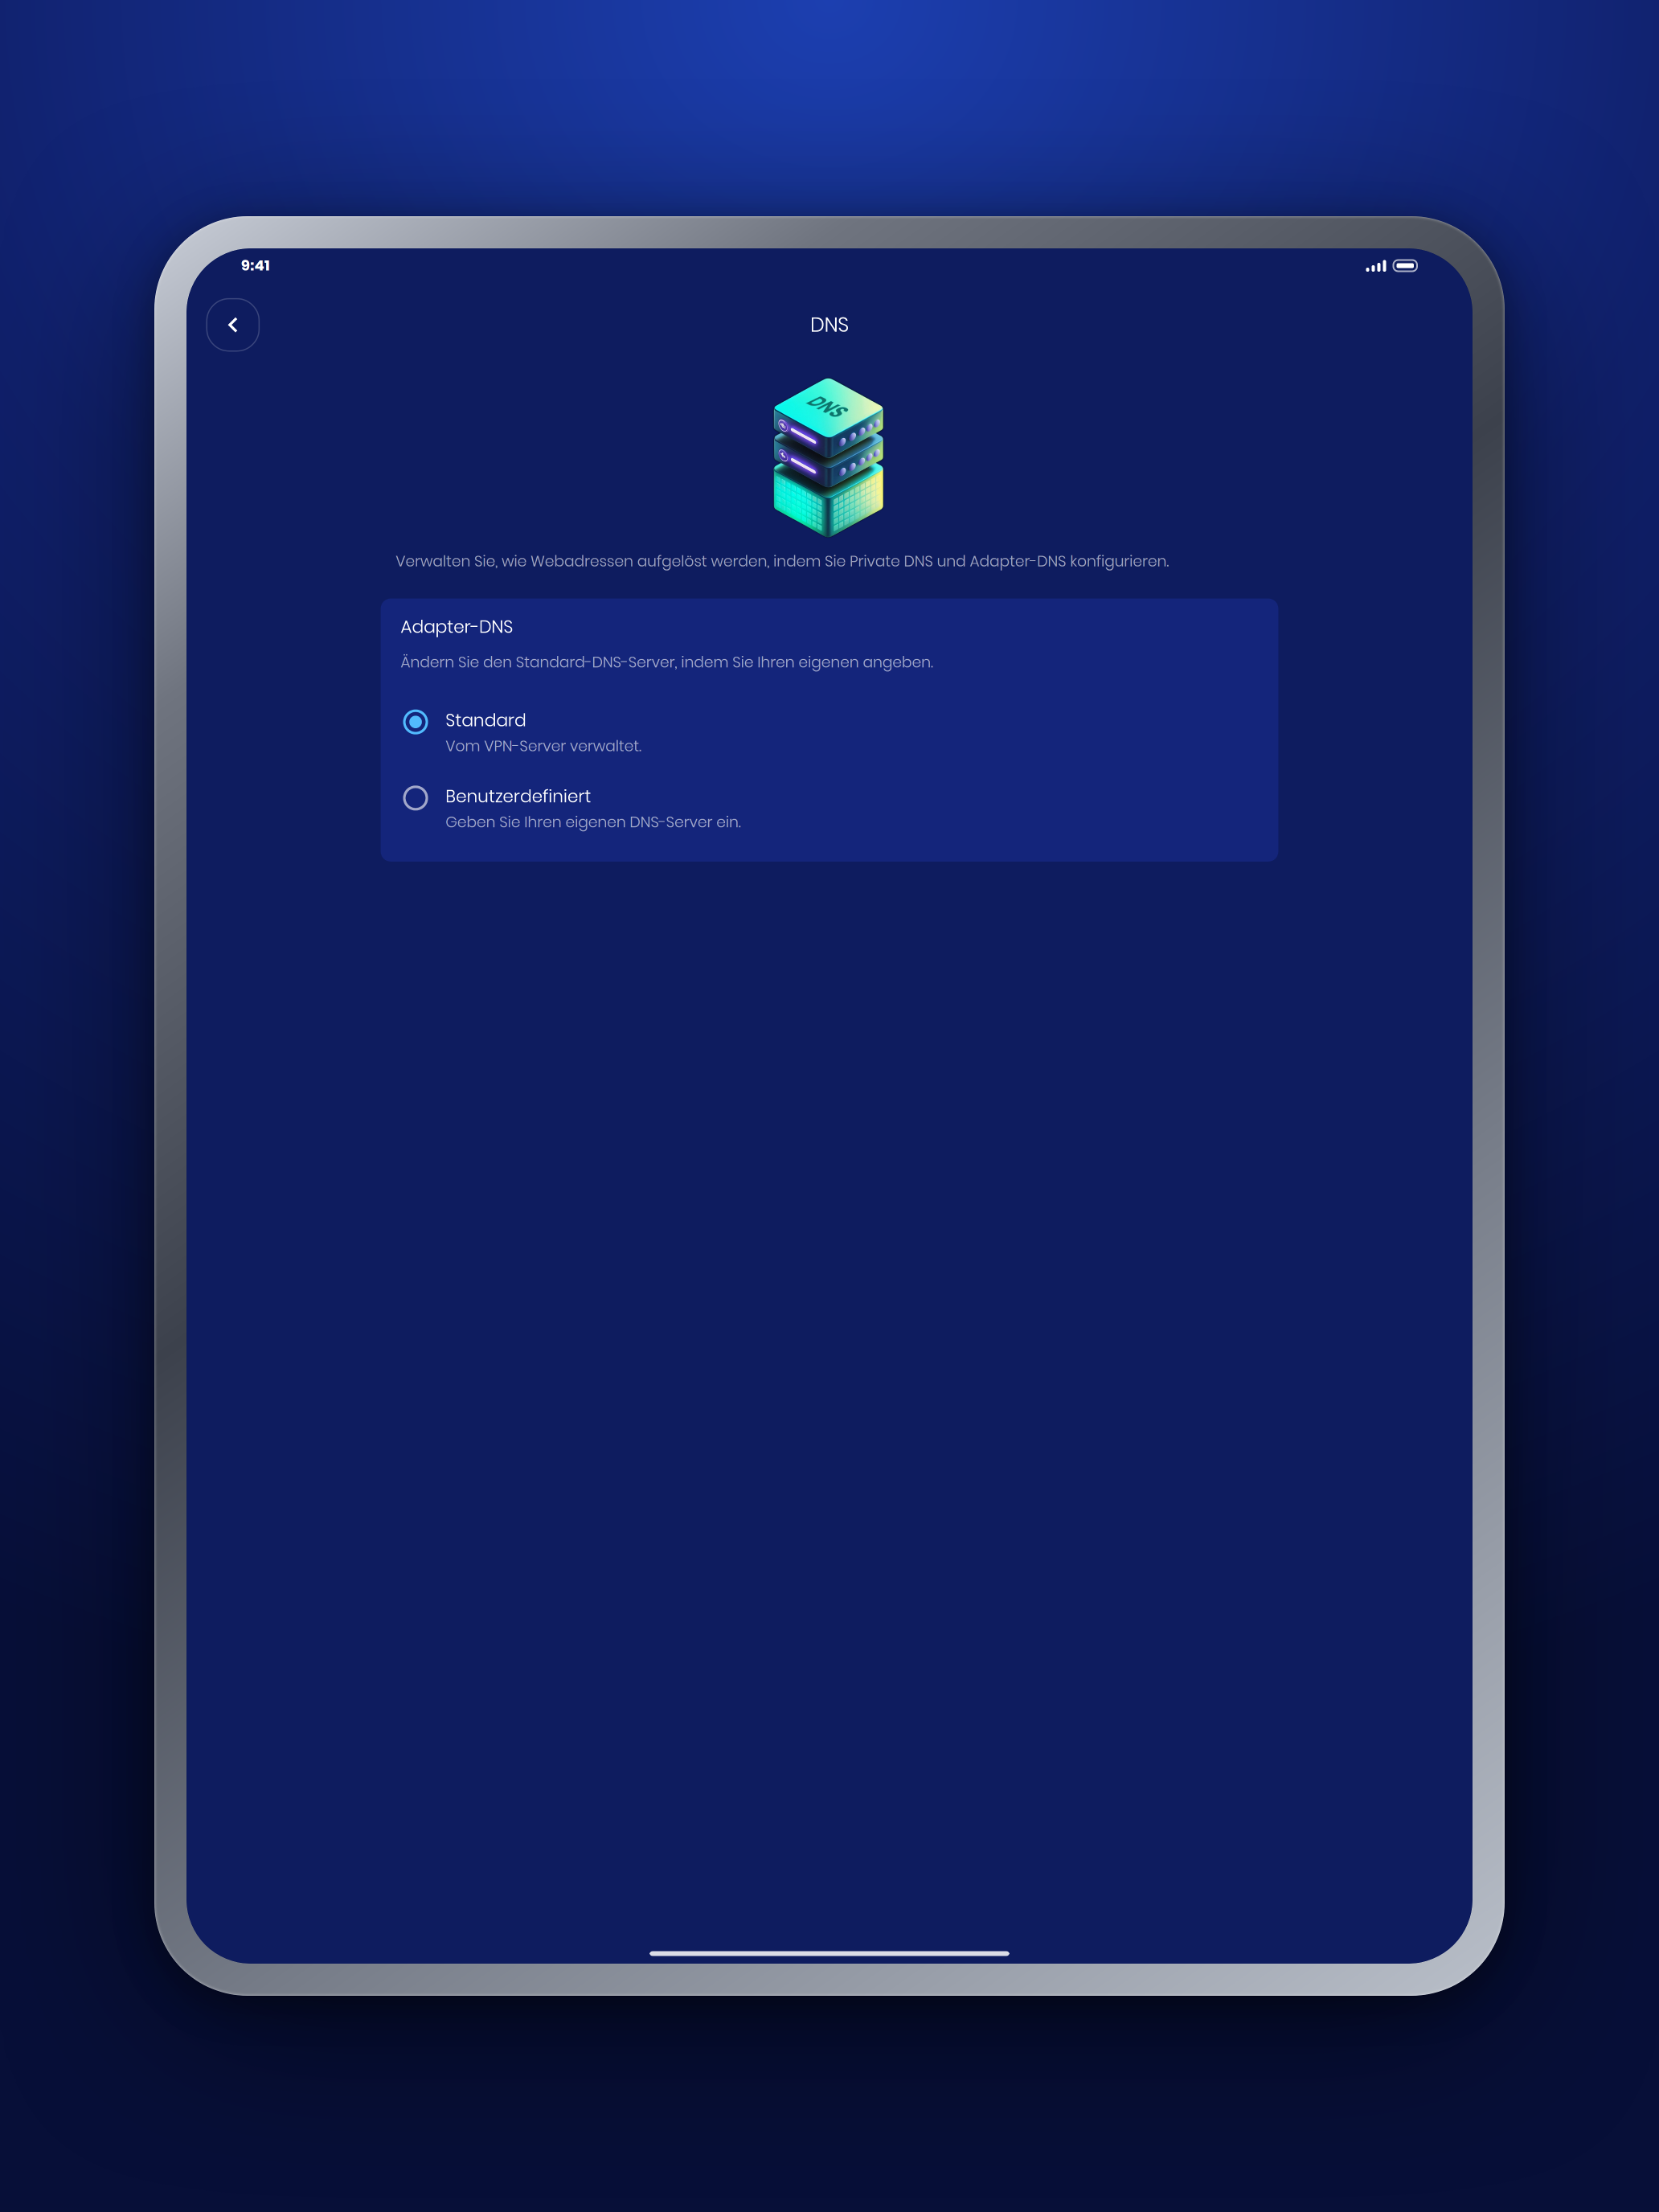 9:41
DNS
DNS
Verwalten Sie, wie Webadressen aufgelöst werden, indem Sie Private DNS und Adapter-DNS konfigurieren.
Adapter-DNS
Ändern Sie den Standard-DNS-Server, indem Sie Ihren eigenen angeben.
Standard
Vom VPN-Server verwaltet.
Benutzerdefiniert
Geben Sie Ihren eigenen DNS-Server ein.